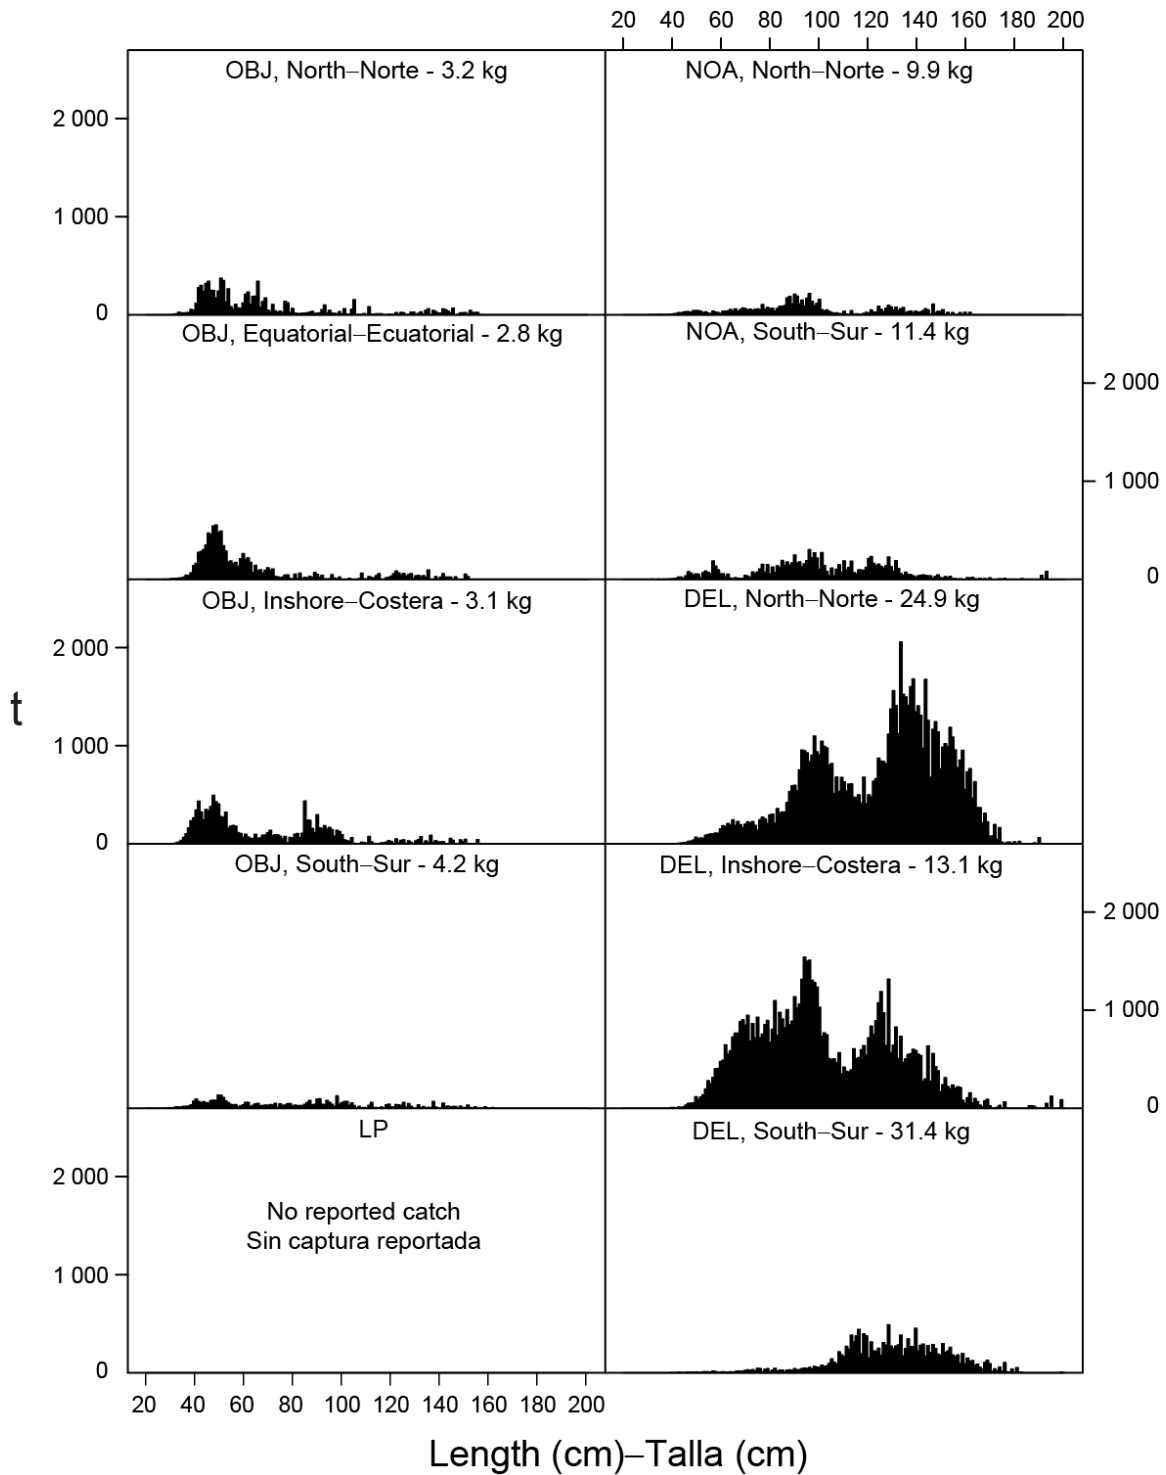 20 40 60 80 100 120 140 160 180 200
OBJ, North–Norte - 3.2 kg
NOA, North–Norte - 9.9 kg
2 000
1 000
0
OBJ, Equatorial–Ecuatorial - 2.8 kg
NOA, South–Sur - 11.4 kg
2 000
1 000
0
OBJ, Inshore–Costera - 3.1 kg
DEL, North–Norte - 24.9 kg
2 000
1 000
0
t
OBJ, South–Sur - 4.2 kg
DEL, Inshore–Costera - 13.1 kg
2 000
1 000
0
LP
DEL, South–Sur - 31.4 kg
2 000
No reported catch
Sin captura reportada
1 000
0
20 40 60 80 100 120 140 160 180 200
Length (cm)–Talla (cm)